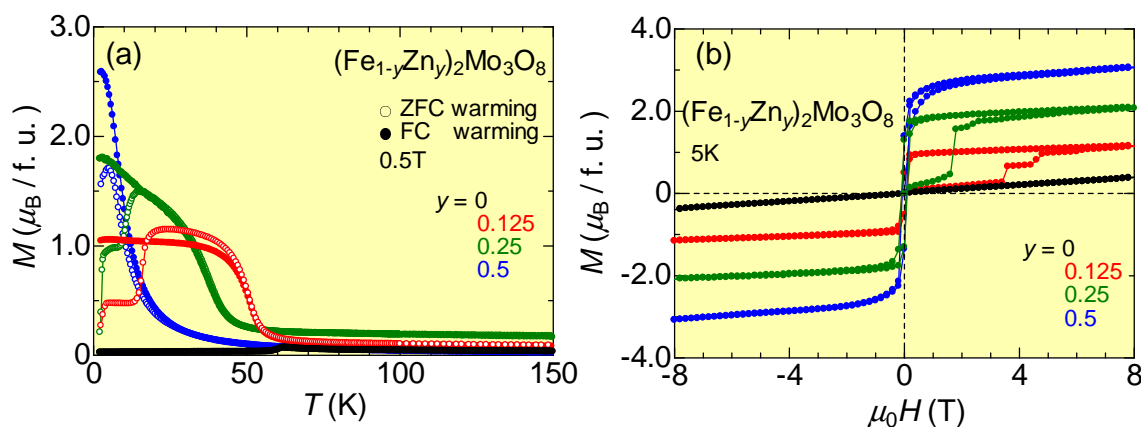 (a)
(Fe1-yZny)2Mo3O8
ZFC warming
FC warming
0.5T
y = 0
0.125
0.25
0.5
3.0
2.0
1.0
0
M (μB / f. u.)
0 50 100 150
T (K)
(b)
(Fe1-yZny)2Mo3O8
5K
y = 0
0.125
0.25
0.5
4.0
2.0
0
-2.0
-4.0
M (μB / f. u.)
-8 -4 0 4 8
μ0H (T)